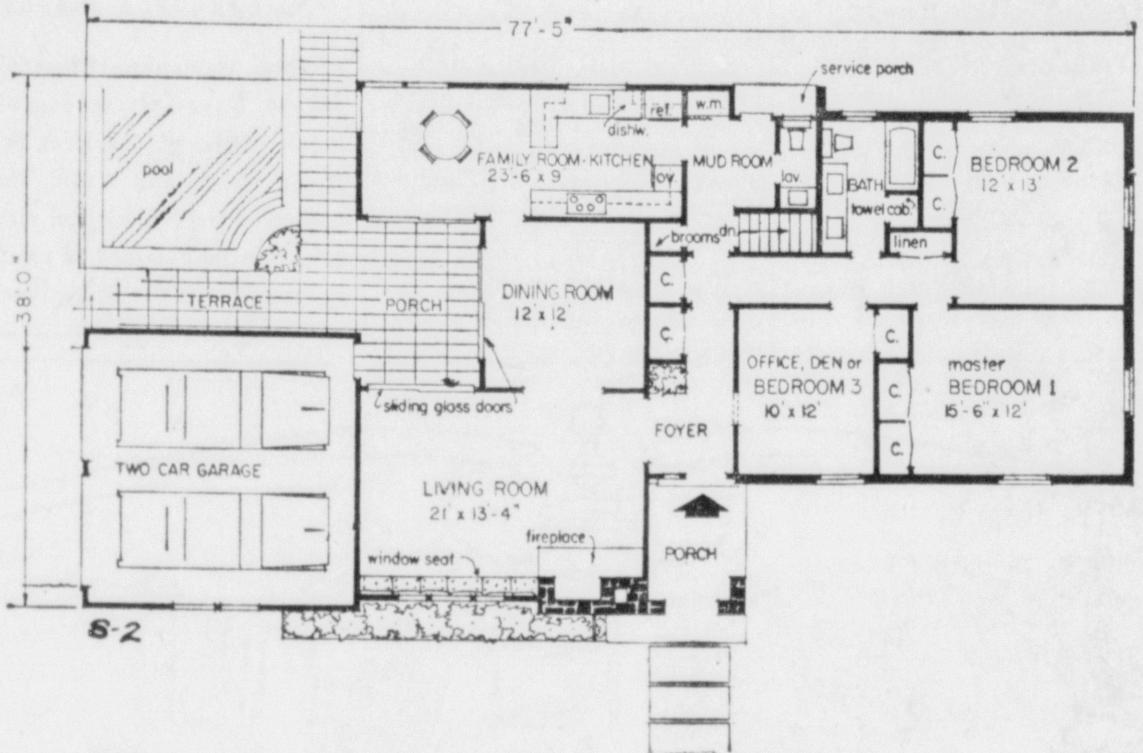 77'-5"
service porch
ref.
w.m.
dishw.
pool
FAMILY ROOM-KITCHEN
23'-6 x 9
ov.
MUD ROOM
lav.
BATH
towel cab.
C.
C.
BEDROOM 2
12' x 13'
brooms
dn.
linen
38'-0"
TERRACE
PORCH
DINING ROOM
12' x 12'
C.
C.
C.
OFFICE, DEN or
BEDROOM 3
10' x 12'
C.
C.
master
BEDROOM 1
15'-6" x 12'
sliding glass doors
FOYER
TWO CAR GARAGE
LIVING ROOM
21' x 13'-4"
fireplace
window seat
PORCH
S-2